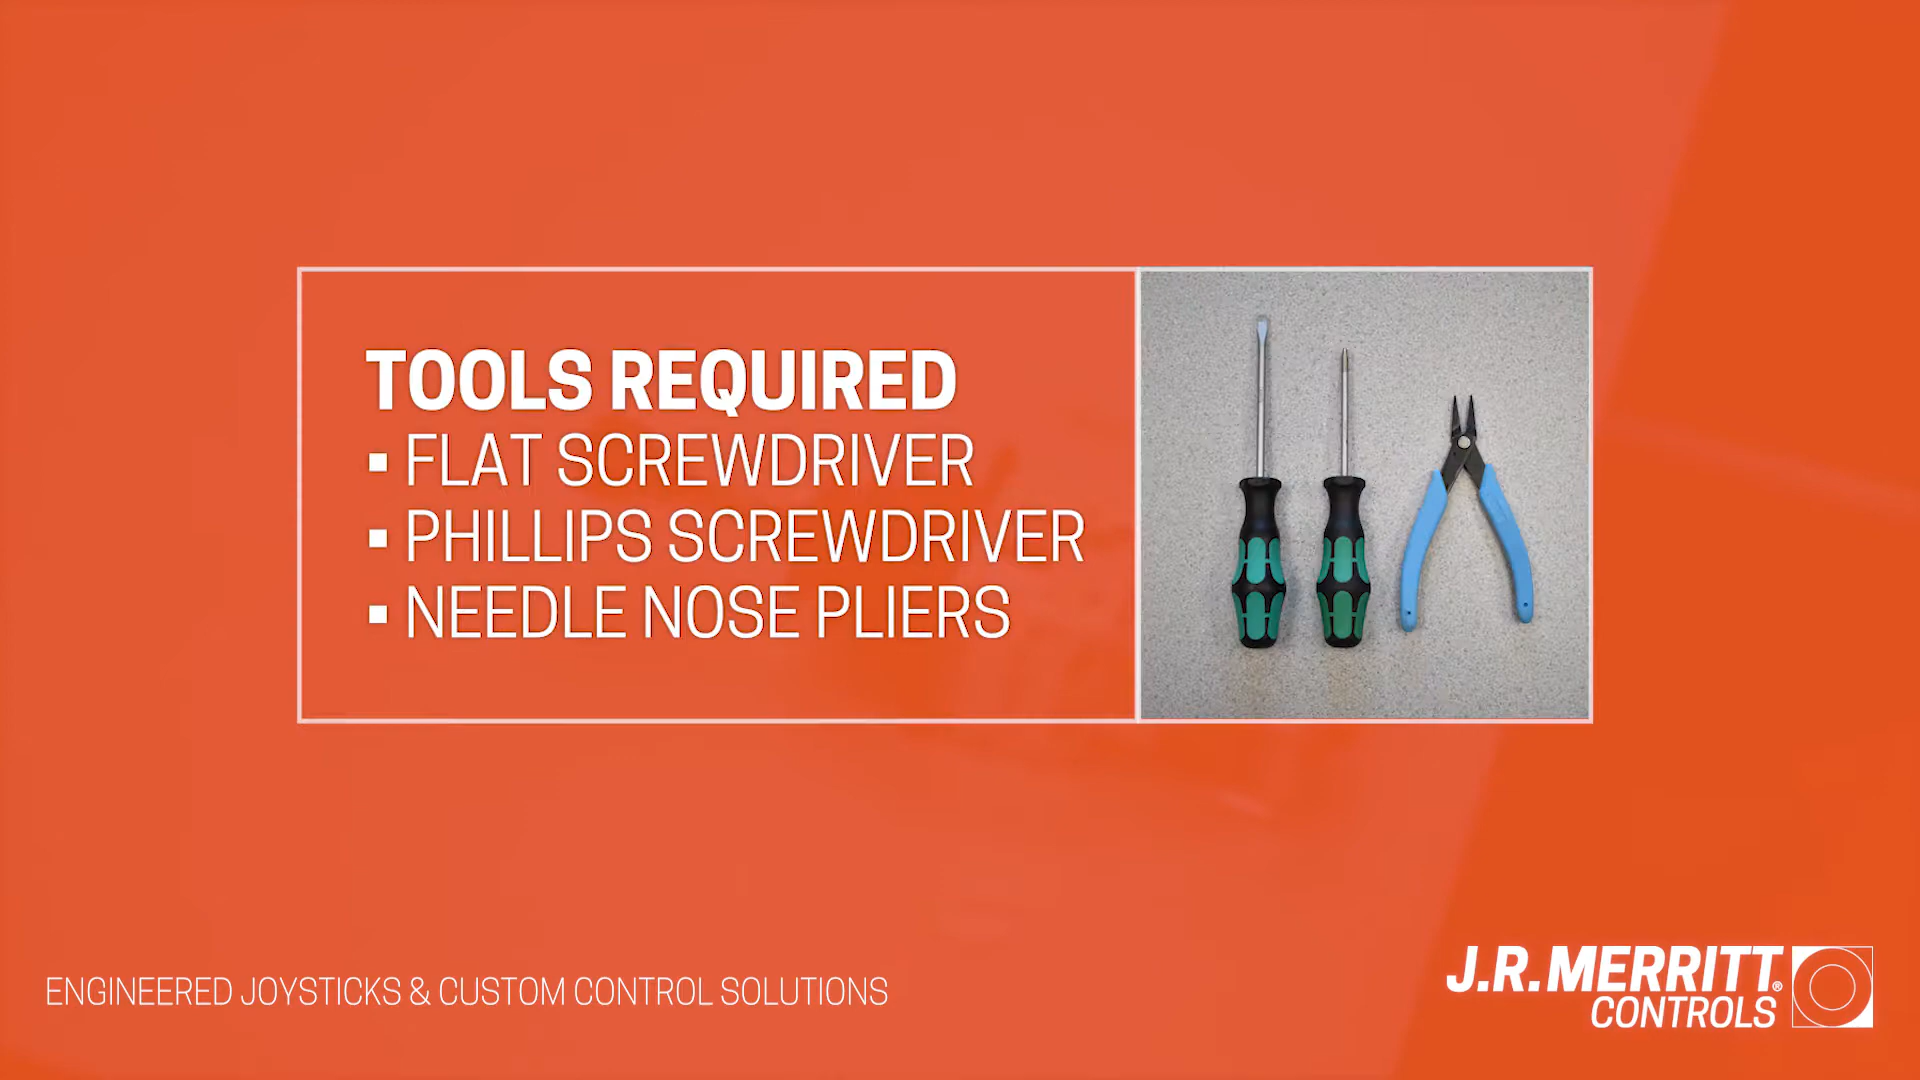 TOOLS REQUIRED
▪ FLAT SCREWDRIVER
▪ PHILLIPS SCREWDRIVER
▪ NEEDLE NOSE PLIERS
ENGINEERED JOYSTICKS & CUSTOM CONTROL SOLUTIONS
J.R. MERRITT®
CONTROLS